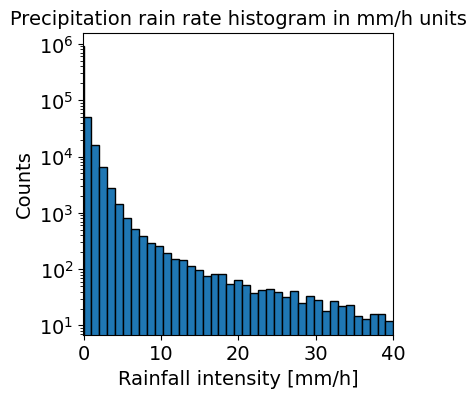 Precipitation rain rate histogram in mm/h units
10⁶
10⁵
10⁴
10³
10²
10¹
Counts
0 10 20 30 40
Rainfall intensity [mm/h]